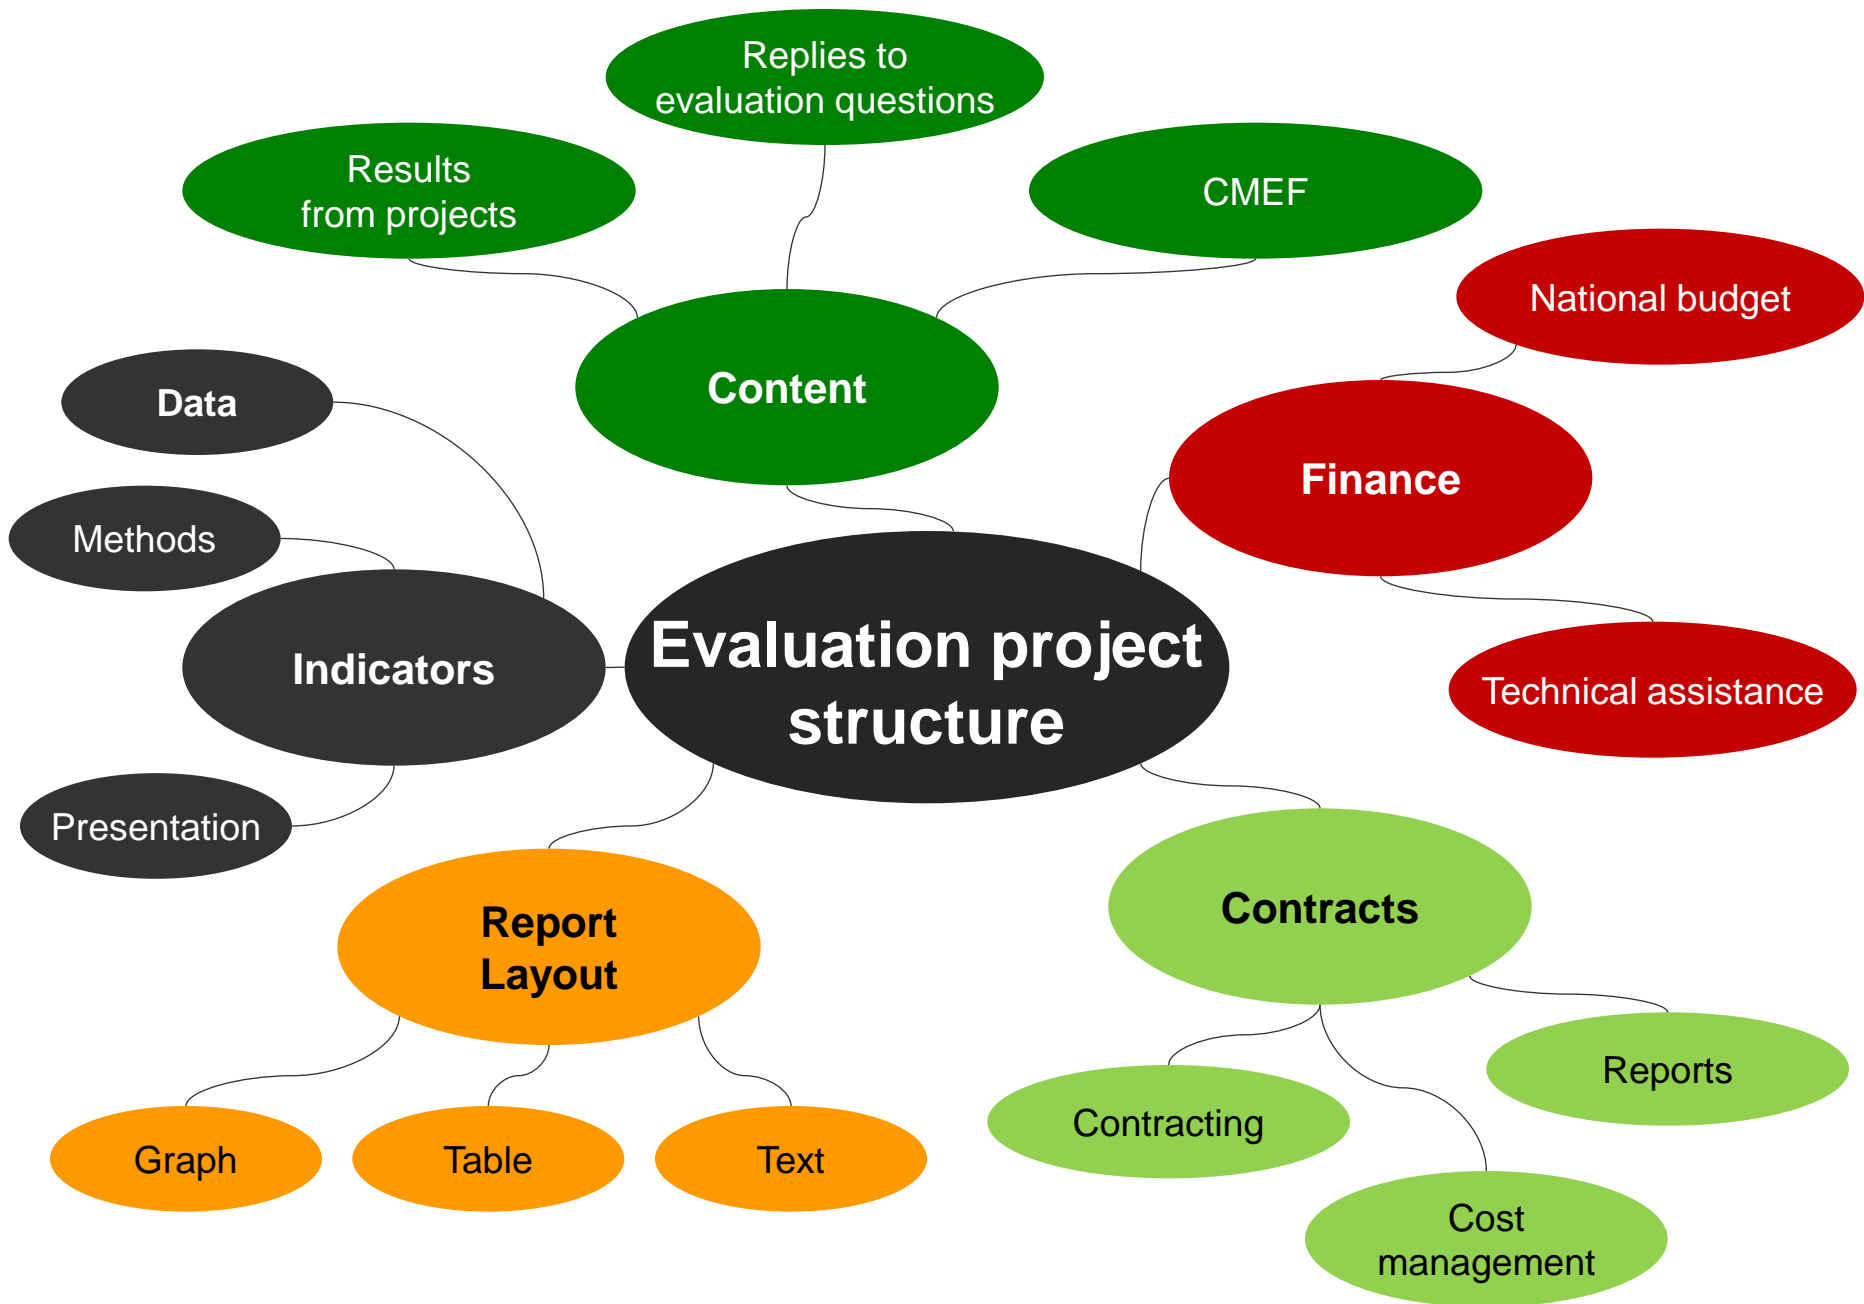 Replies to
evaluation questions
Results
from projects
CMEF
National budget
Content
Data
Finance
Methods
Evaluation project
structure
Indicators
Technical assistance
Presentation
Report
Layout
Contracts
Reports
Contracting
Graph
Table
Text
Cost
management